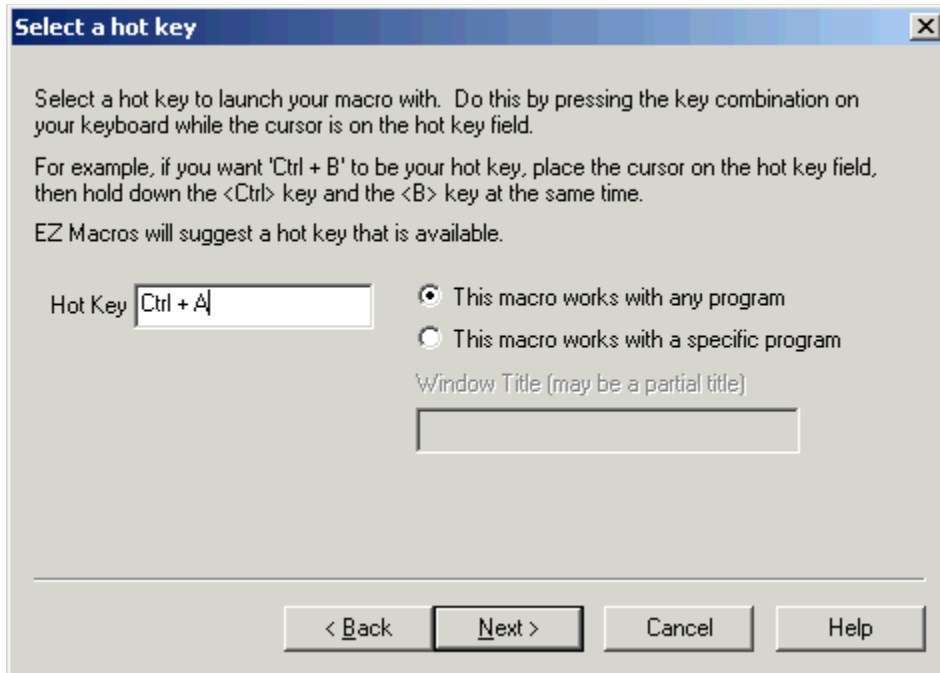 Select a hot key
Select a hot key to launch your macro with.  Do this by pressing the key combination on
your keyboard while the cursor is on the hot key field.
For example, if you want 'Ctrl + B' to be your hot key, place the cursor on the hot key field,
then hold down the <Ctrl> key and the <B> key at the same time.
EZ Macros will suggest a hot key that is available.
Hot Key Ctrl + A
This macro works with any program
This macro works with a specific program
Window Title (may be a partial title)
< Back Next > Cancel Help